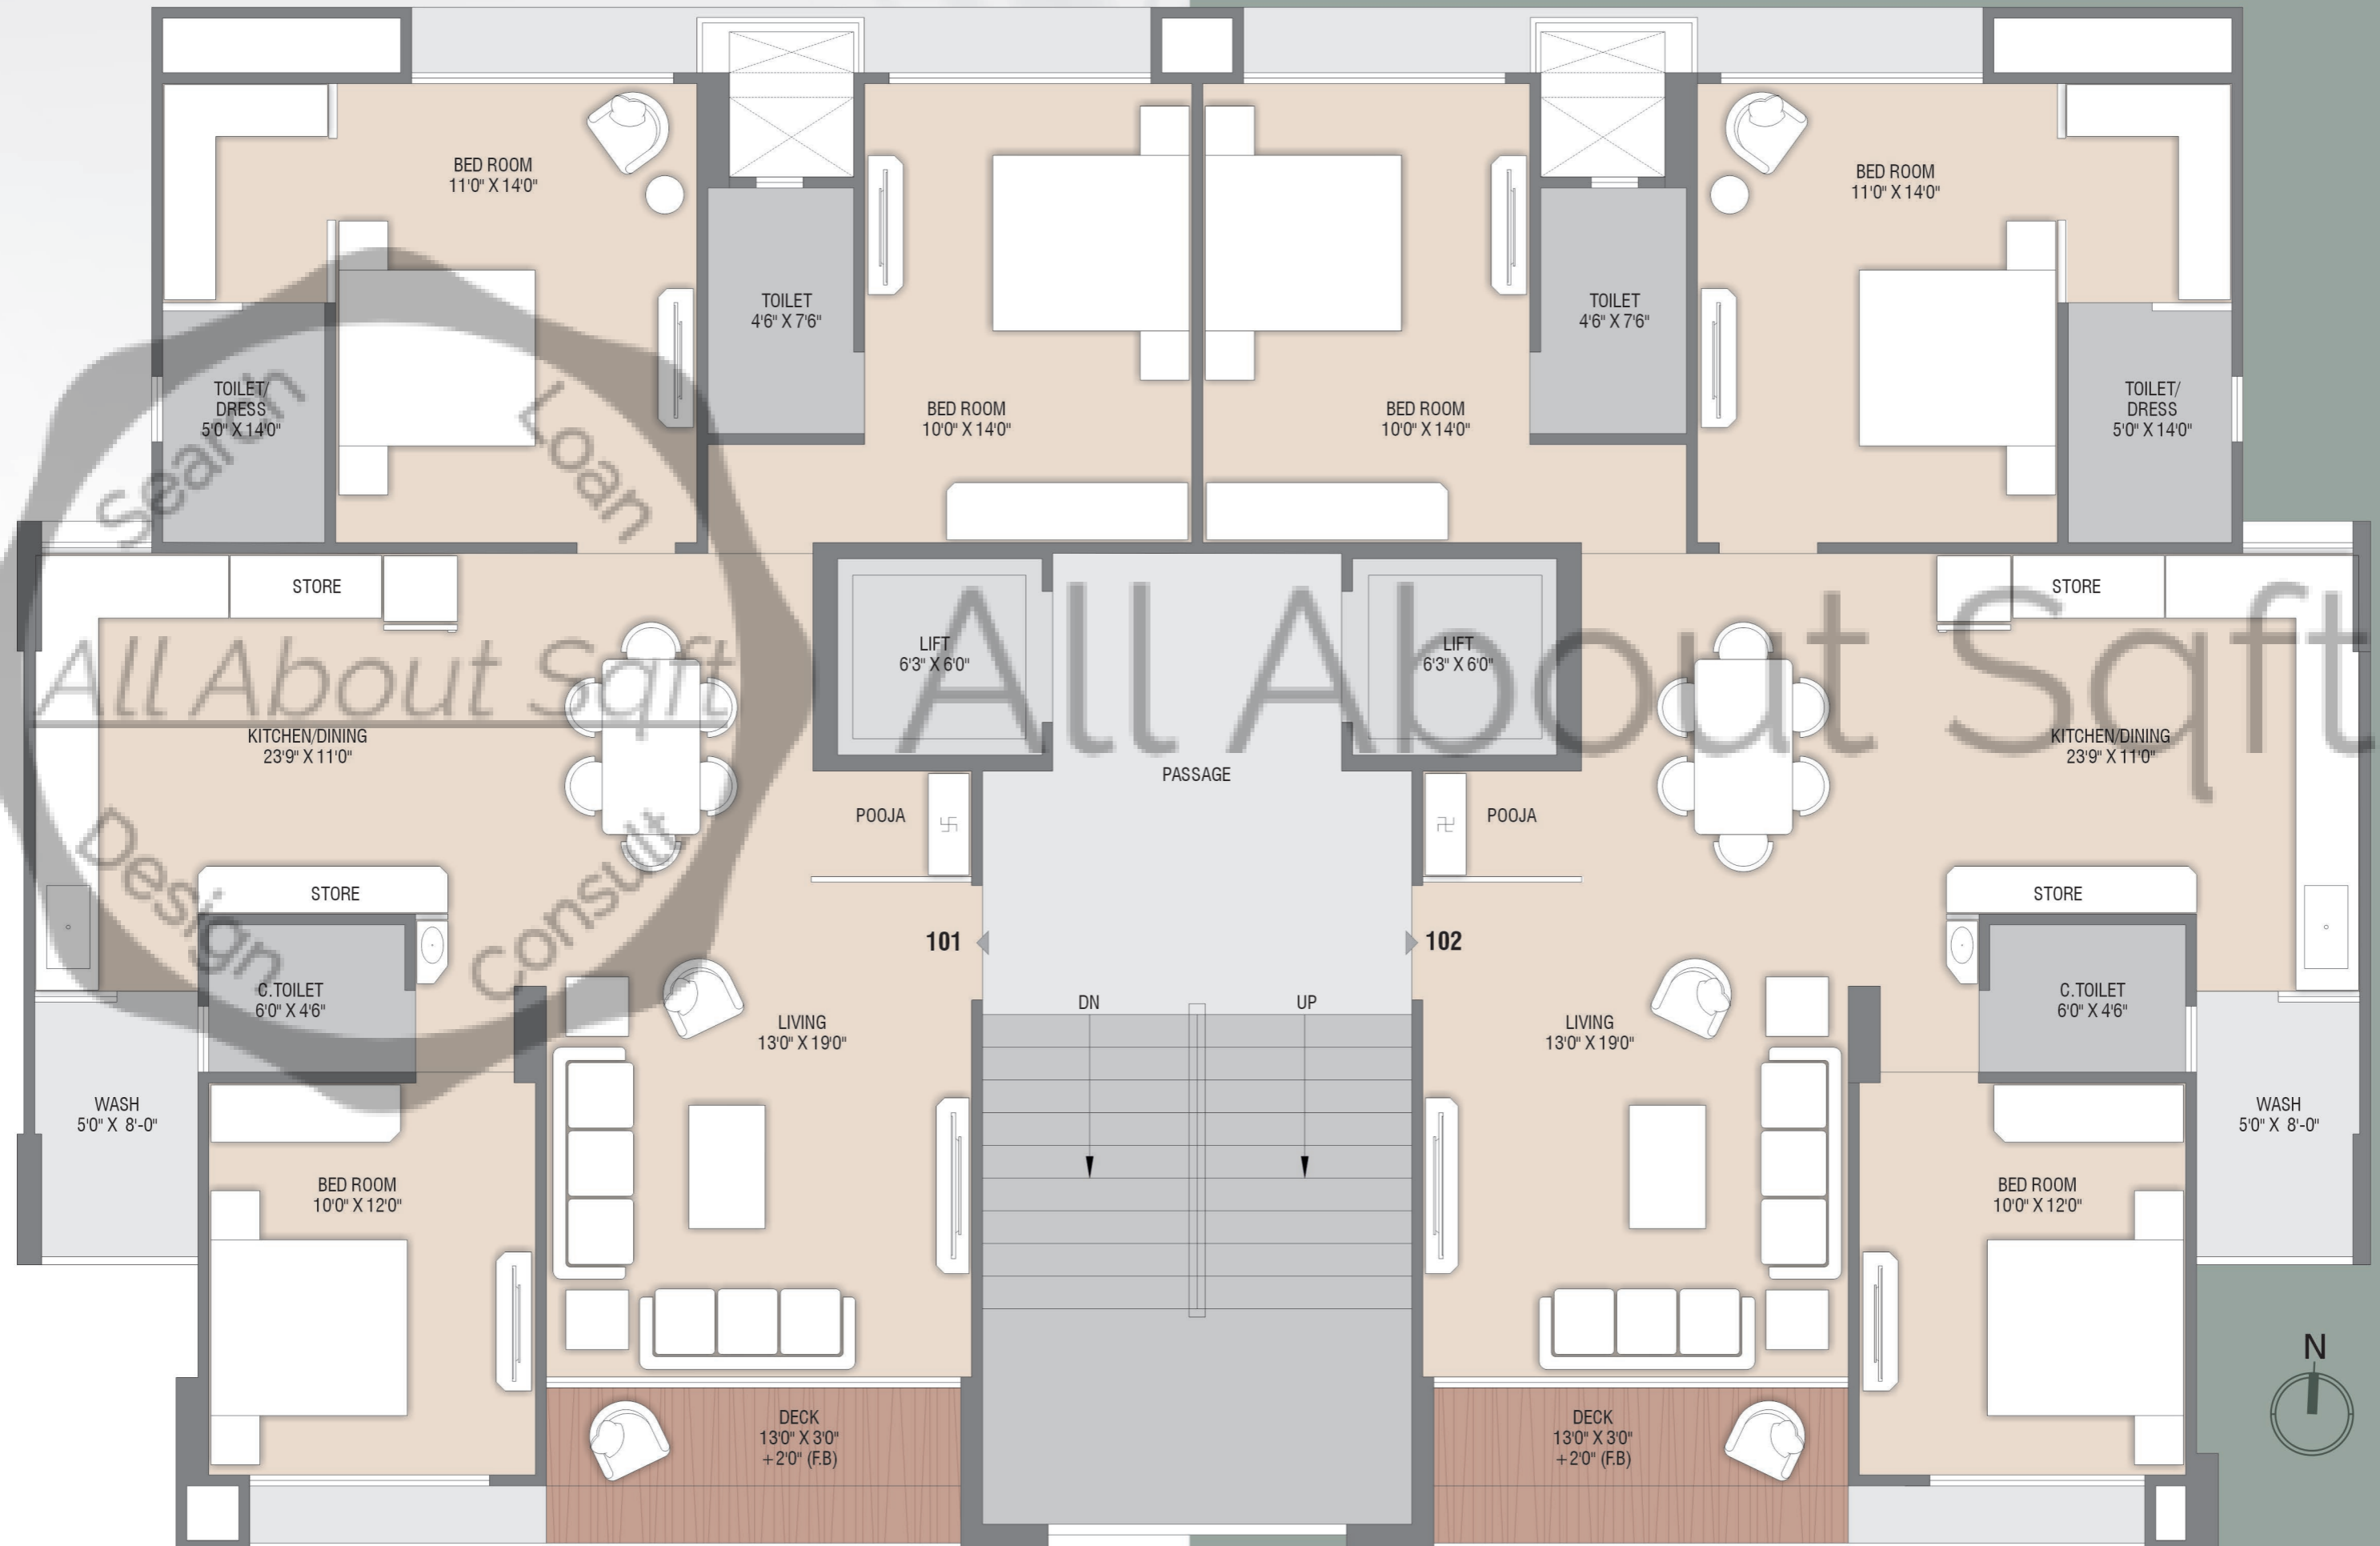 BED ROOM
11'0" X 14'0"
BED ROOM
11'0" X 14'0"
TOILET
4'6" X 7'6"
TOILET
4'6" X 7'6"
TOILET/
DRESS
5'0" X 14'0"
BED ROOM
10'0" X 14'0"
BED ROOM
10'0" X 14'0"
TOILET/
DRESS
5'0" X 14'0"
Search
Loan
STORE
STORE
LIFT
6'3" X 6'0"
LIFT
6'3" X 6'0"
All About Sqft
All About Sqft
KITCHEN/DINING
23'9" X 11'0"
KITCHEN/DINING
23'9" X 11'0"
PASSAGE
POOJA
卐
卍
POOJA
Design
Consult
STORE
STORE
101
102
C.TOILET
6'0" X 4'6"
DN
UP
C.TOILET
6'0" X 4'6"
LIVING
13'0" X 19'0"
LIVING
13'0" X 19'0"
WASH
5'0" X 8'-0"
WASH
5'0" X 8'-0"
BED ROOM
10'0" X 12'0"
BED ROOM
10'0" X 12'0"
N
DECK
13'0" X 3'0"
+2'0" (F.B)
DECK
13'0" X 3'0"
+2'0" (F.B)